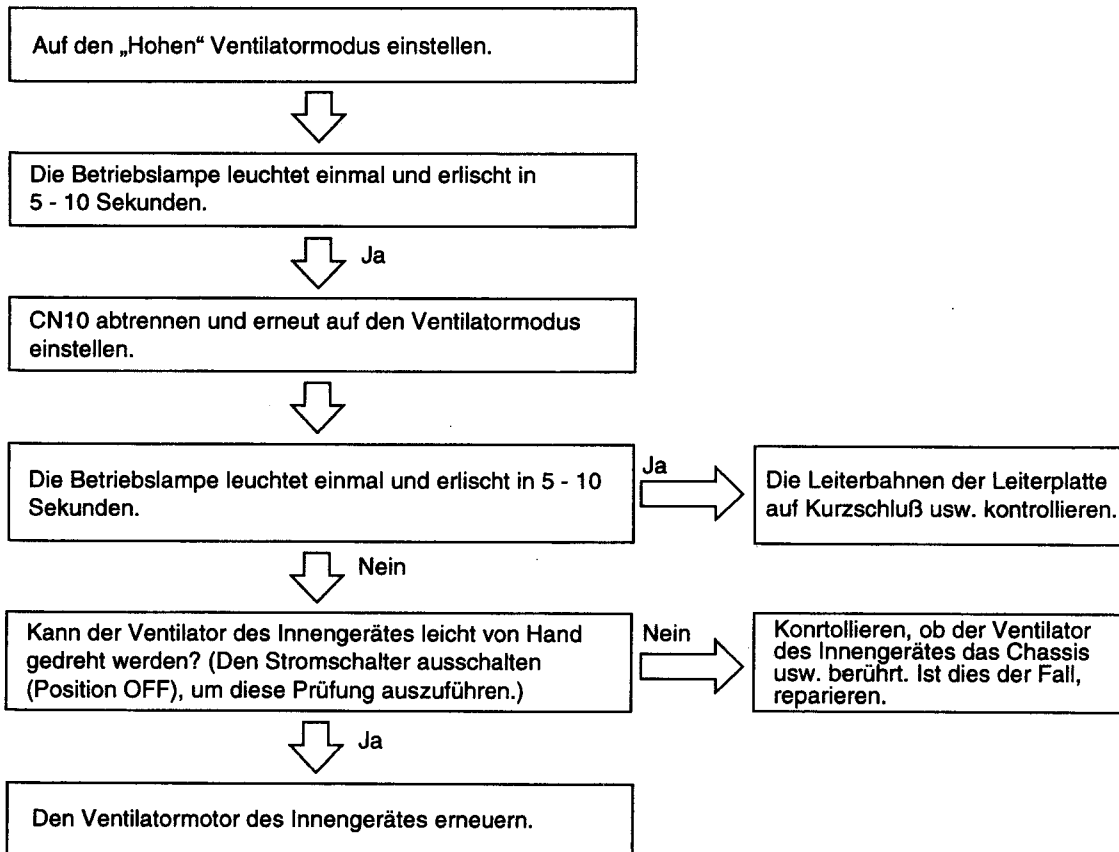 Auf den „Hohen“ Ventilatormodus einstellen.
Die Betriebslampe leuchtet einmal und erlischt in
5 - 10 Sekunden.
Ja
CN10 abtrennen und erneut auf den Ventilatormodus
einstellen.
Die Betriebslampe leuchtet einmal und erlischt in 5 - 10
Sekunden.
Ja
Die Leiterbahnen der Leiterplatte
auf Kurzschluß usw. kontrollieren.
Nein
Kann der Ventilator des Innengerätes leicht von Hand
gedreht werden? (Den Stromschalter ausschalten
(Position OFF), um diese Prüfung auszuführen.)
Nein
Konrtollieren, ob der Ventilator
des Innengerätes das Chassis
usw. berührt. Ist dies der Fall,
reparieren.
Ja
Den Ventilatormotor des Innengerätes erneuern.